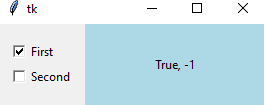 tk
First
Second
True, -1